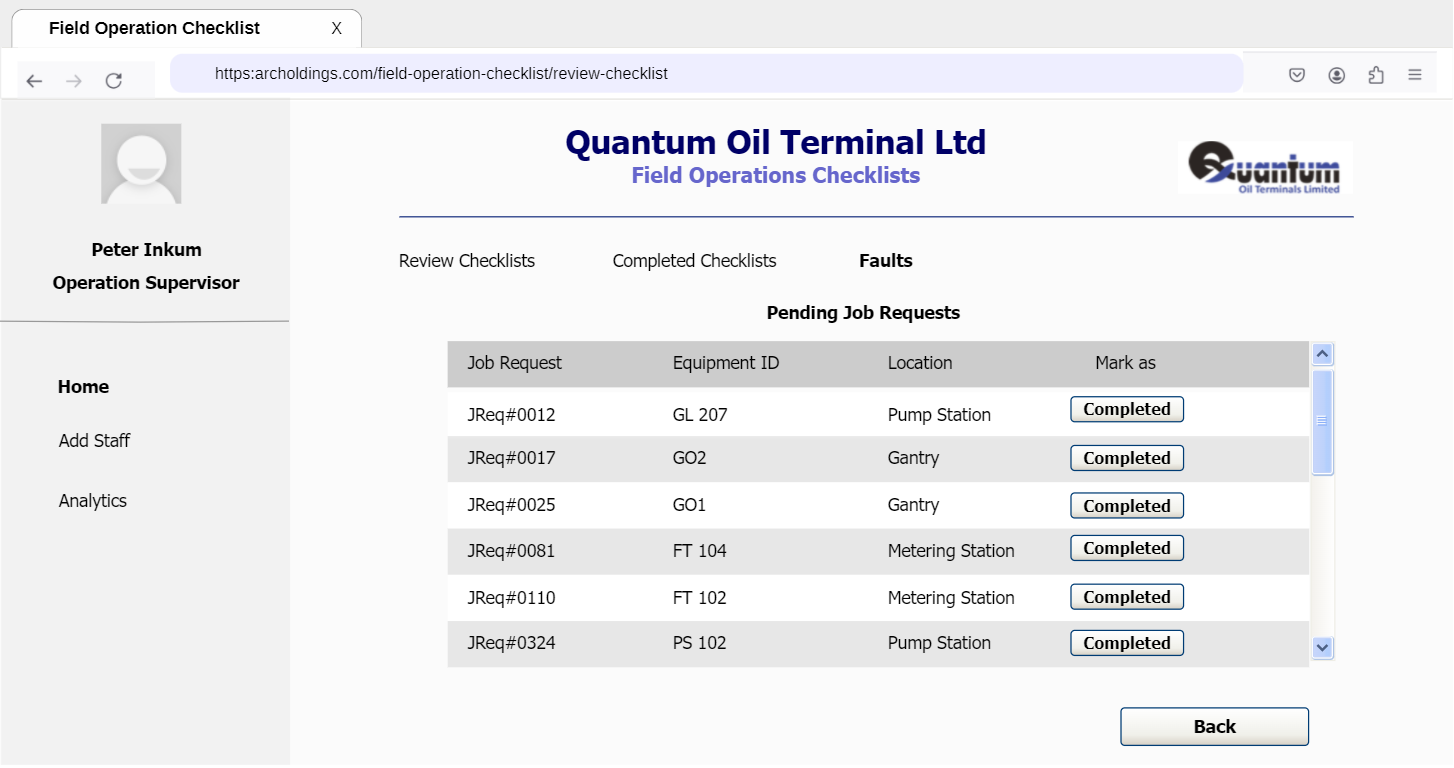 Field Operation Checklist X
https:archoldings.com/field-operation-checklist/review-checklist
Peter Inkum
Operation Supervisor
Home
Add Staff
Analytics
Quantum Oil Terminal Ltd
Field Operations Checklists
Quantum
Oil Terminals Limited
Review Checklists Completed Checklists Faults
Pending Job Requests
Job Request Equipment ID Location Mark as
JReq#0012 GL 207 Pump Station Completed
JReq#0017 GO2 Gantry Completed
JReq#0025 GO1 Gantry Completed
JReq#0081 FT 104 Metering Station Completed
JReq#0110 FT 102 Metering Station Completed
JReq#0324 PS 102 Pump Station Completed
Back